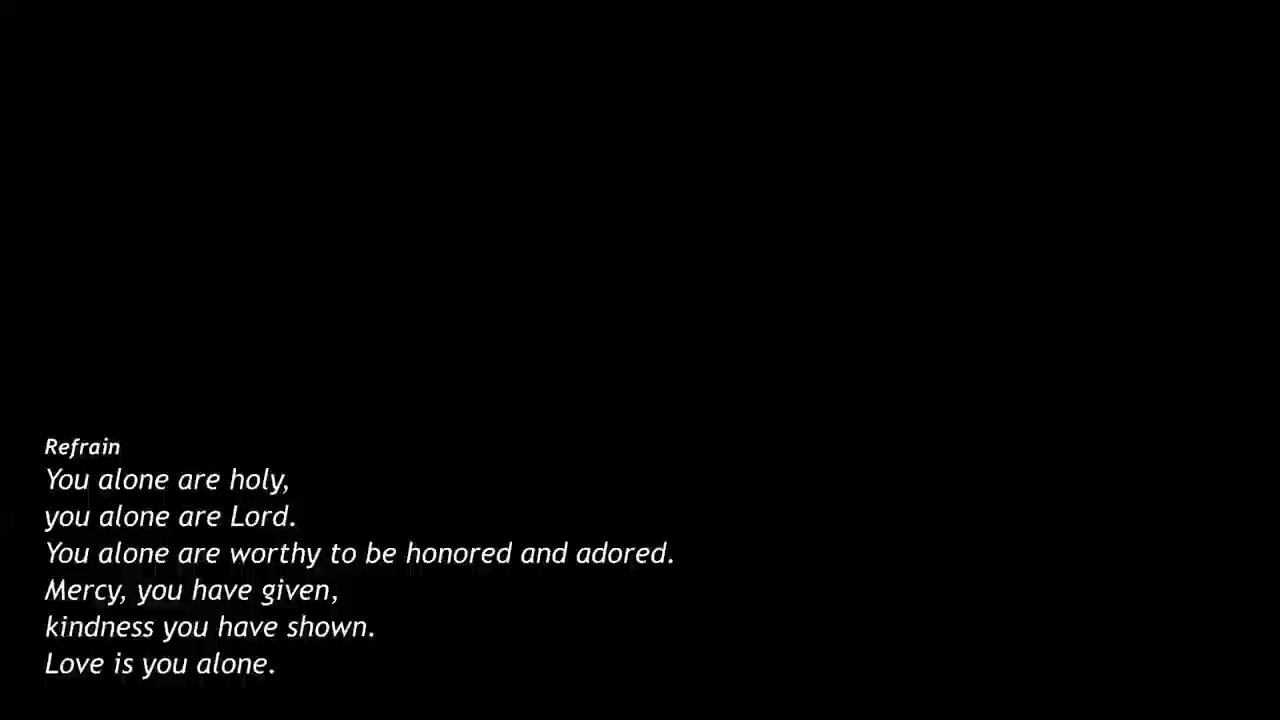 Refrain
You alone are holy,
you alone are Lord.
You alone are worthy to be honored and adored.
Mercy, you have given,
kindness you have shown.
Love is you alone.